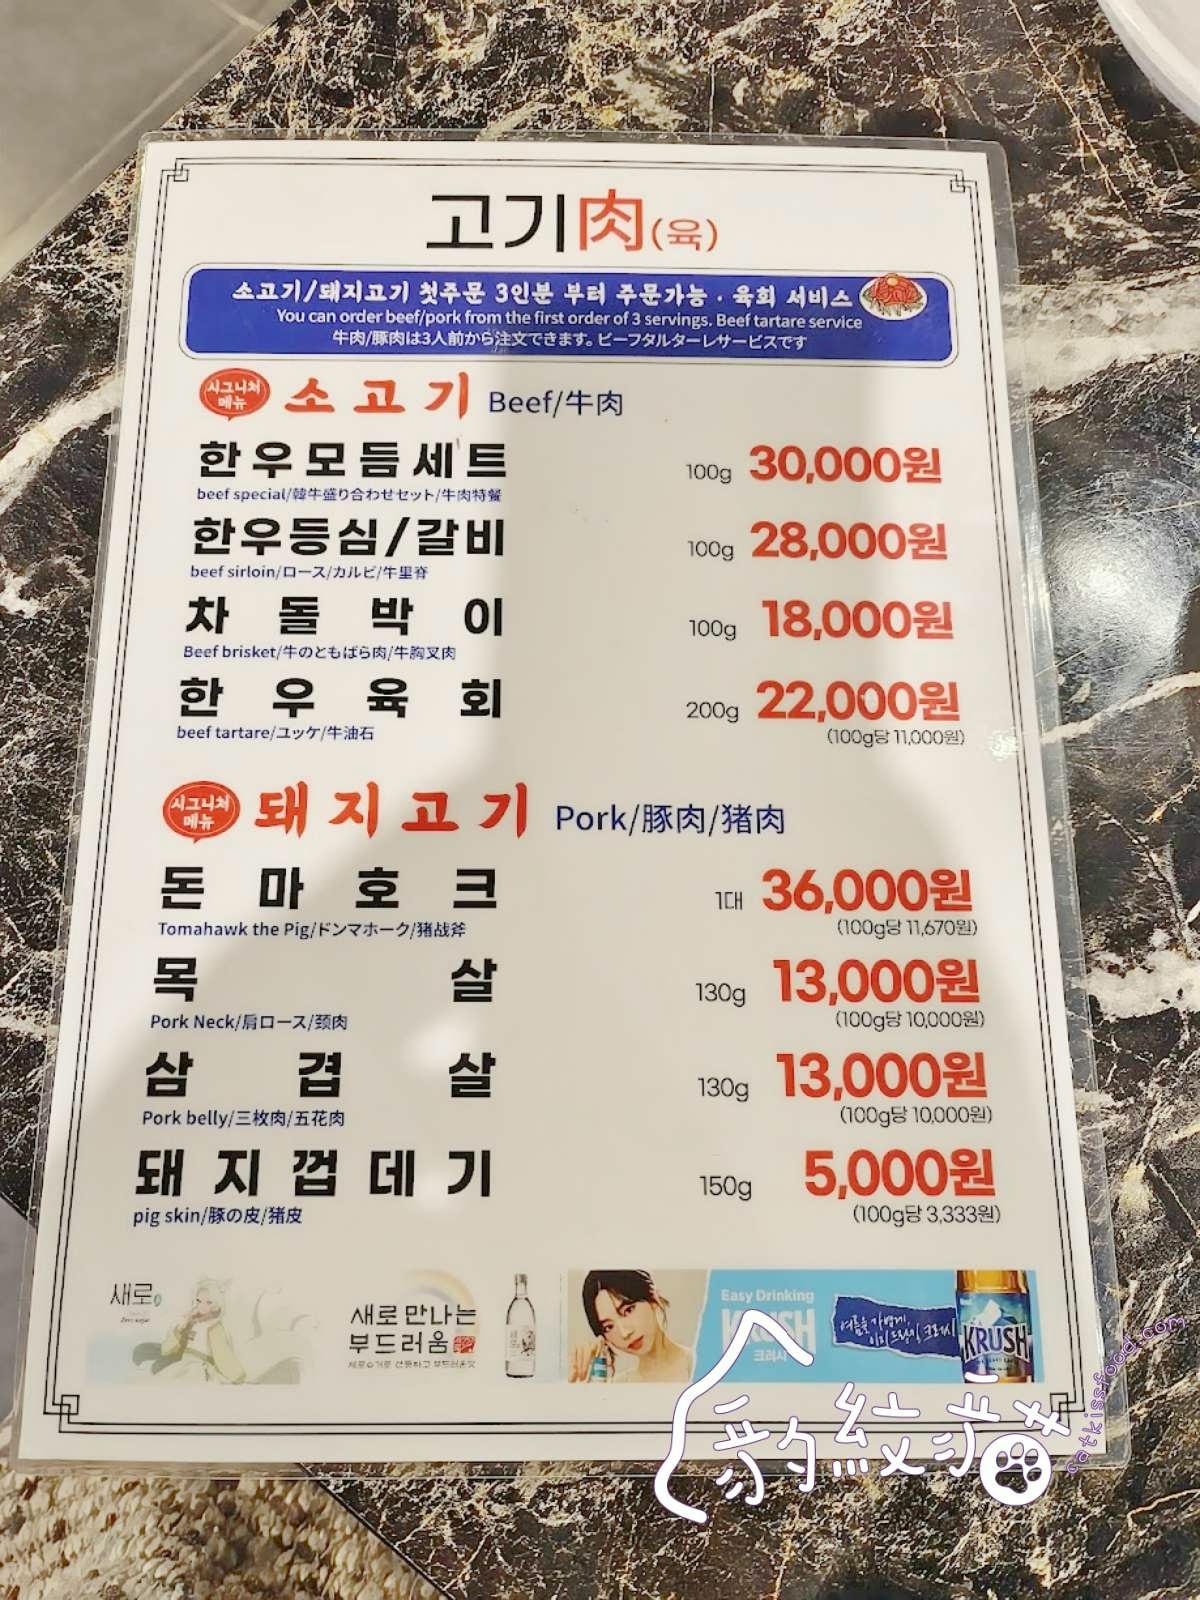 고기肉(육)
소고기/돼지고기 첫주문 3인분 부터 주문가능 · 육회 서비스
You can order beef/pork from the first order of 3 servings. Beef tartare service
牛肉/豚肉は3人前から注文できます。ビーフタルターレサービスです
시그니처 메뉴 소고기 Beef/牛肉
한우모듬세트 100g 30,000원
beef special/韓牛盛り合わせセット/牛肉特餐
한우등심/갈비 100g 28,000원
beef sirloin/ロース/カルビ/牛里脊
차돌박이 100g 18,000원
Beef brisket/牛のともばら肉/牛胸叉肉
한우육회 200g 22,000원
beef tartare/ユッケ/牛油石 (100g당 11,000원)
시그니처 메뉴 돼지고기 Pork/豚肉/猪肉
돈마호크 1대 36,000원
Tomahawk the Pig/ドンマホーク/猪战斧 (100g당 11,670원)
목살 130g 13,000원
Pork Neck/肩ロース/颈肉 (100g당 10,000원)
삼겹살 130g 13,000원
Pork belly/三枚肉/五花肉 (100g당 10,000원)
돼지껍데기 150g 5,000원
pig skin/豚の皮/猪皮 (100g당 3,333원)
새로
새로 만나는
부드러움
Easy Drinking
KRUSH
크러시
KRUSH
豹紋貓
catkissfood.com